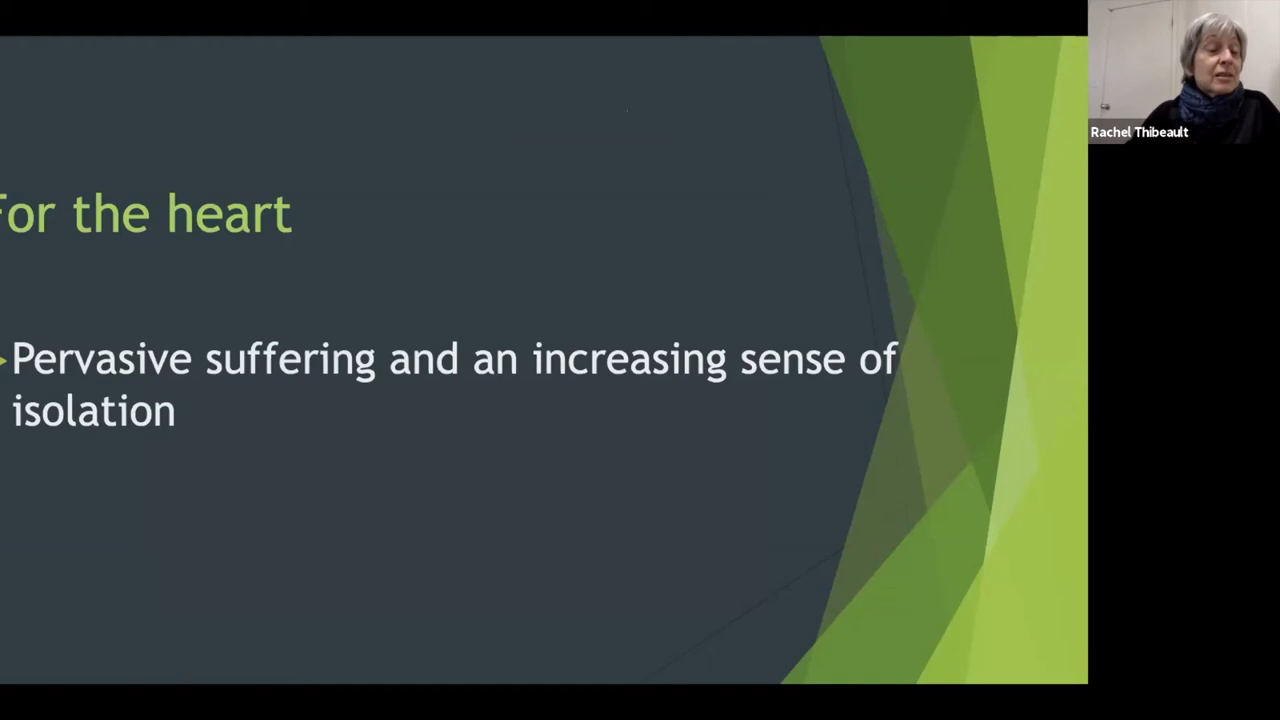 For the heart
Pervasive suffering and an increasing sense of
isolation
Rachel Thibeault